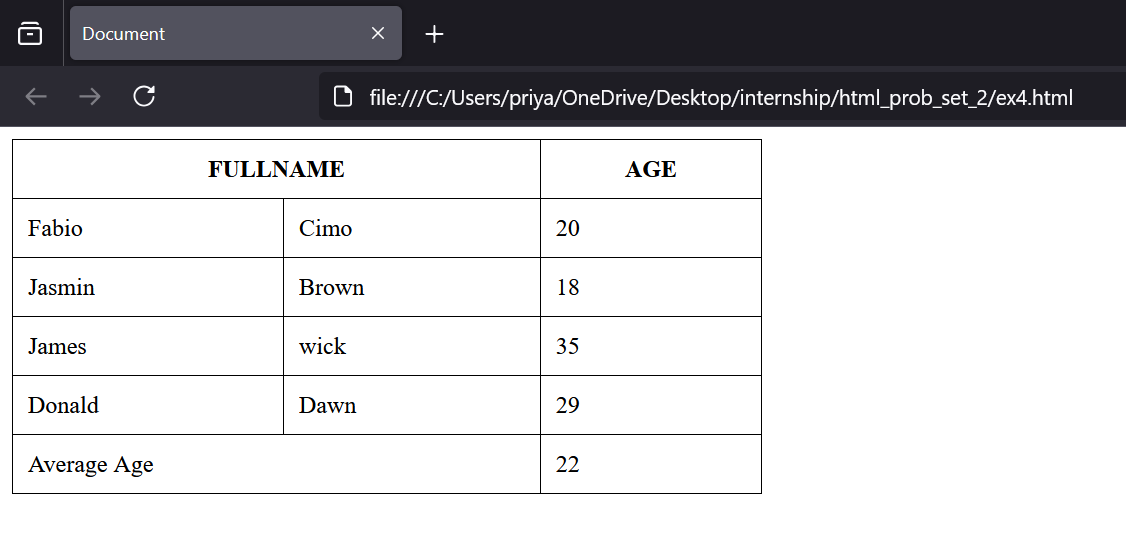 Document
file:///C:/Users/priya/OneDrive/Desktop/internship/html_prob_set_2/ex4.html
FULLNAME AGE
Fabio Cimo 20
Jasmin Brown 18
James wick 35
Donald Dawn 29
Average Age 22